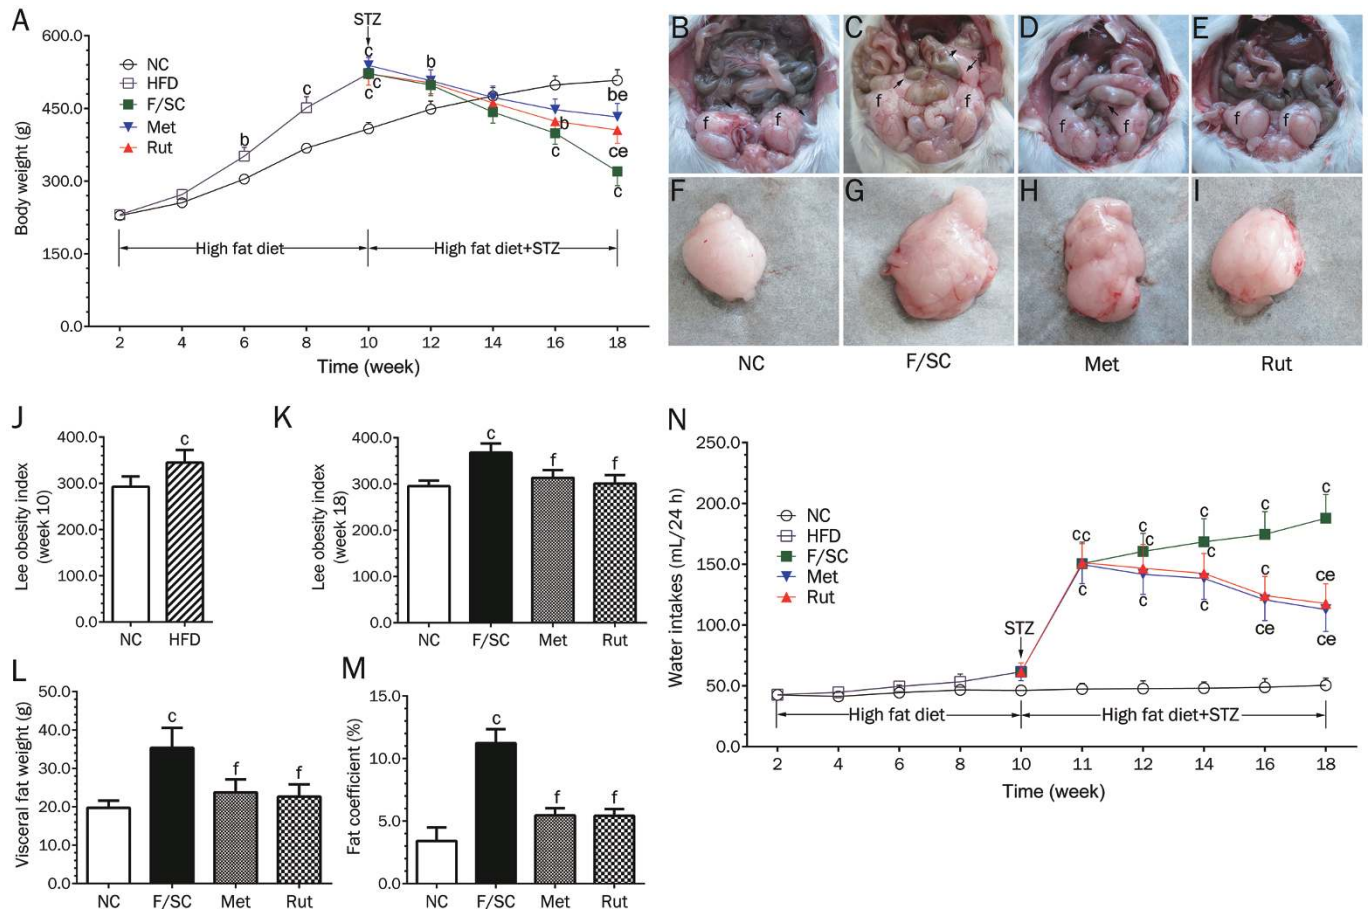 A
STZ
600.0
450.0
300.0
150.0
0.0
Body weight (g)
NC
HFD
F/SC
Met
Rut
b
c
c
c
c
b
b
c
be
ce
c
High fat diet
High fat diet+STZ
2 4 6 8 10 12 14 16 18
Time (week)
B
f f
C
f f
D
f f
E
f f
F
G
H
I
NC F/SC Met Rut
J
400.0
300.0
200.0
100.0
0.0
Lee obesity index
(week 10)
c
NC HFD
K
400.0
300.0
200.0
100.0
0.0
Lee obesity index
(week 18)
c f f
NC F/SC Met Rut
L
50.0
40.0
30.0
20.0
10.0
0.0
Visceral fat weight (g)
c
f f
NC F/SC Met Rut
M
15.0
10.0
5.0
0.0
Fat coefficient (%)
c
f f
NC F/SC Met Rut
N
250.0
200.0
150.0
100.0
50.0
0.0
Water intakes (mL/24 h)
NC
HFD
F/SC
Met
Rut
STZ
cc c c c c
c c c ce
c c c ce ce
High fat diet
High fat diet+STZ
2 4 6 8 10 11 12 14 16 18
Time (week)